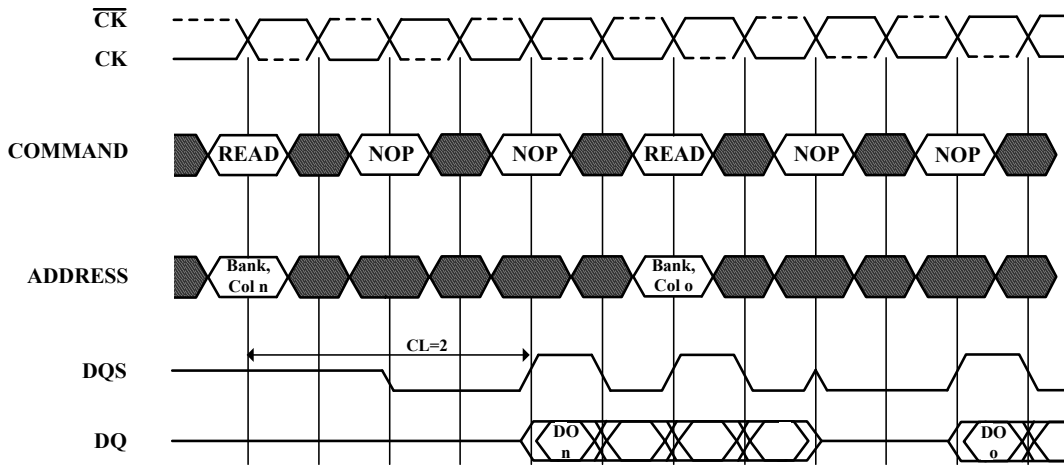 C̅K̅
CK
COMMAND READ NOP NOP READ NOP NOP
ADDRESS Bank, Col n Bank, Col o
CL=2
DQS
DQ DO n DO o